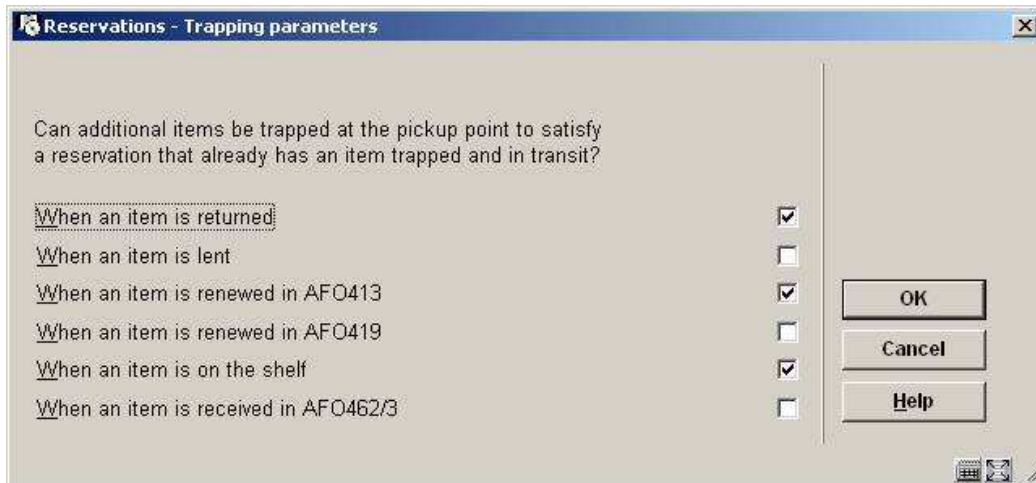 Reservations - Trapping parameters
Can additional items be trapped at the pickup point to satisfy
a reservation that already has an item trapped and in transit?
When an item is returned
When an item is lent
When an item is renewed in AFO413
When an item is renewed in AFO419
When an item is on the shelf
When an item is received in AFO462/3
OK
Cancel
Help